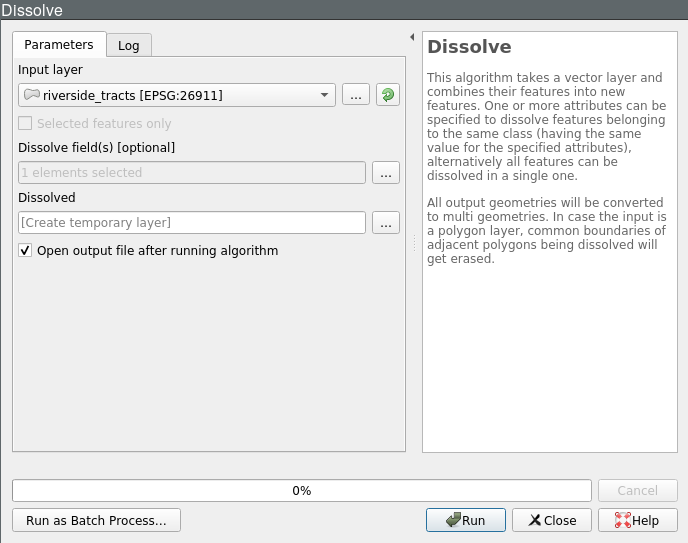 Dissolve
Parameters
Log
Input layer
riverside_tracts [EPSG:26911]
...
Selected features only
Dissolve field(s) [optional]
1 elements selected
...
Dissolved
[Create temporary layer]
...
Open output file after running algorithm
Dissolve
This algorithm takes a vector layer and
combines their features into new
features. One or more attributes can be
specified to dissolve features belonging
to the same class (having the same
value for the specified attributes),
alternatively all features can be
dissolved in a single one.
All output geometries will be converted
to multi geometries. In case the input is
a polygon layer, common boundaries of
adjacent polygons being dissolved will
get erased.
0%
Cancel
Run as Batch Process...
Run
Close
Help